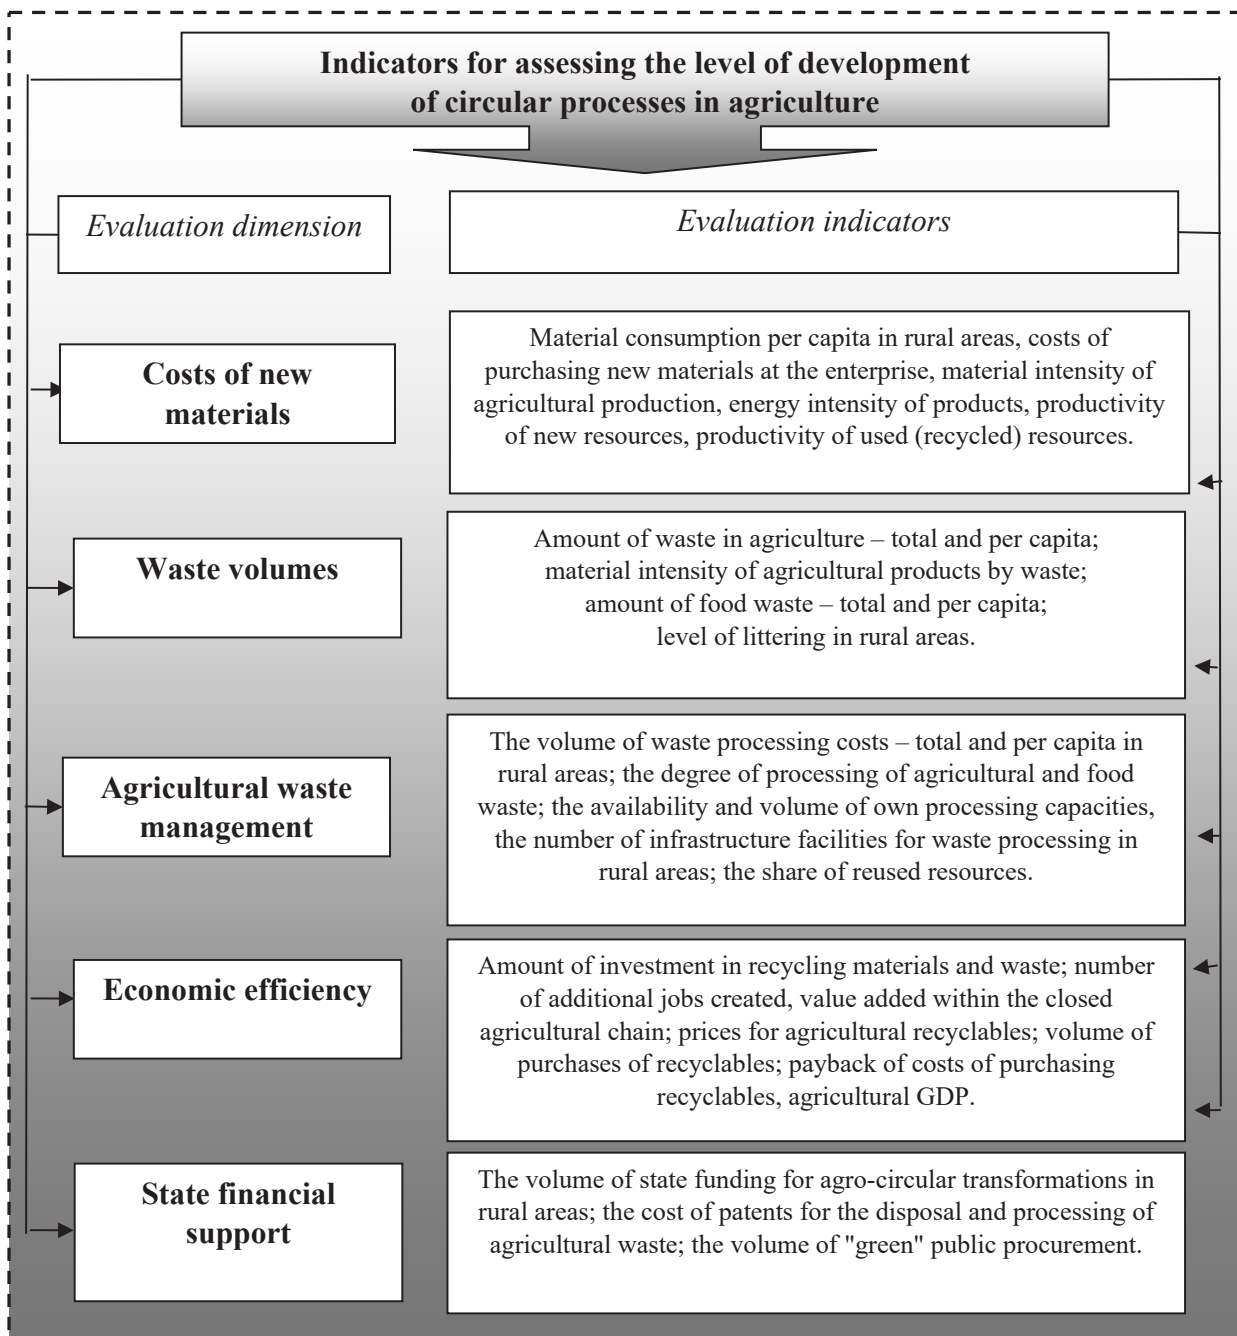 Indicators for assessing the level of development
of circular processes in agriculture
Evaluation dimension
Evaluation indicators
Costs of new
materials
Material consumption per capita in rural areas, costs of
purchasing new materials at the enterprise, material intensity of
agricultural production, energy intensity of products, productivity
of new resources, productivity of used (recycled) resources.
Waste volumes
Amount of waste in agriculture – total and per capita;
material intensity of agricultural products by waste;
amount of food waste – total and per capita;
level of littering in rural areas.
Agricultural waste
management
The volume of waste processing costs – total and per capita in
rural areas; the degree of processing of agricultural and food
waste; the availability and volume of own processing capacities,
the number of infrastructure facilities for waste processing in
rural areas; the share of reused resources.
Economic efficiency
Amount of investment in recycling materials and waste; number
of additional jobs created, value added within the closed
agricultural chain; prices for agricultural recyclables; volume of
purchases of recyclables; payback of costs of purchasing
recyclables, agricultural GDP.
State financial
support
The volume of state funding for agro-circular transformations in
rural areas; the cost of patents for the disposal and processing of
agricultural waste; the volume of "green" public procurement.